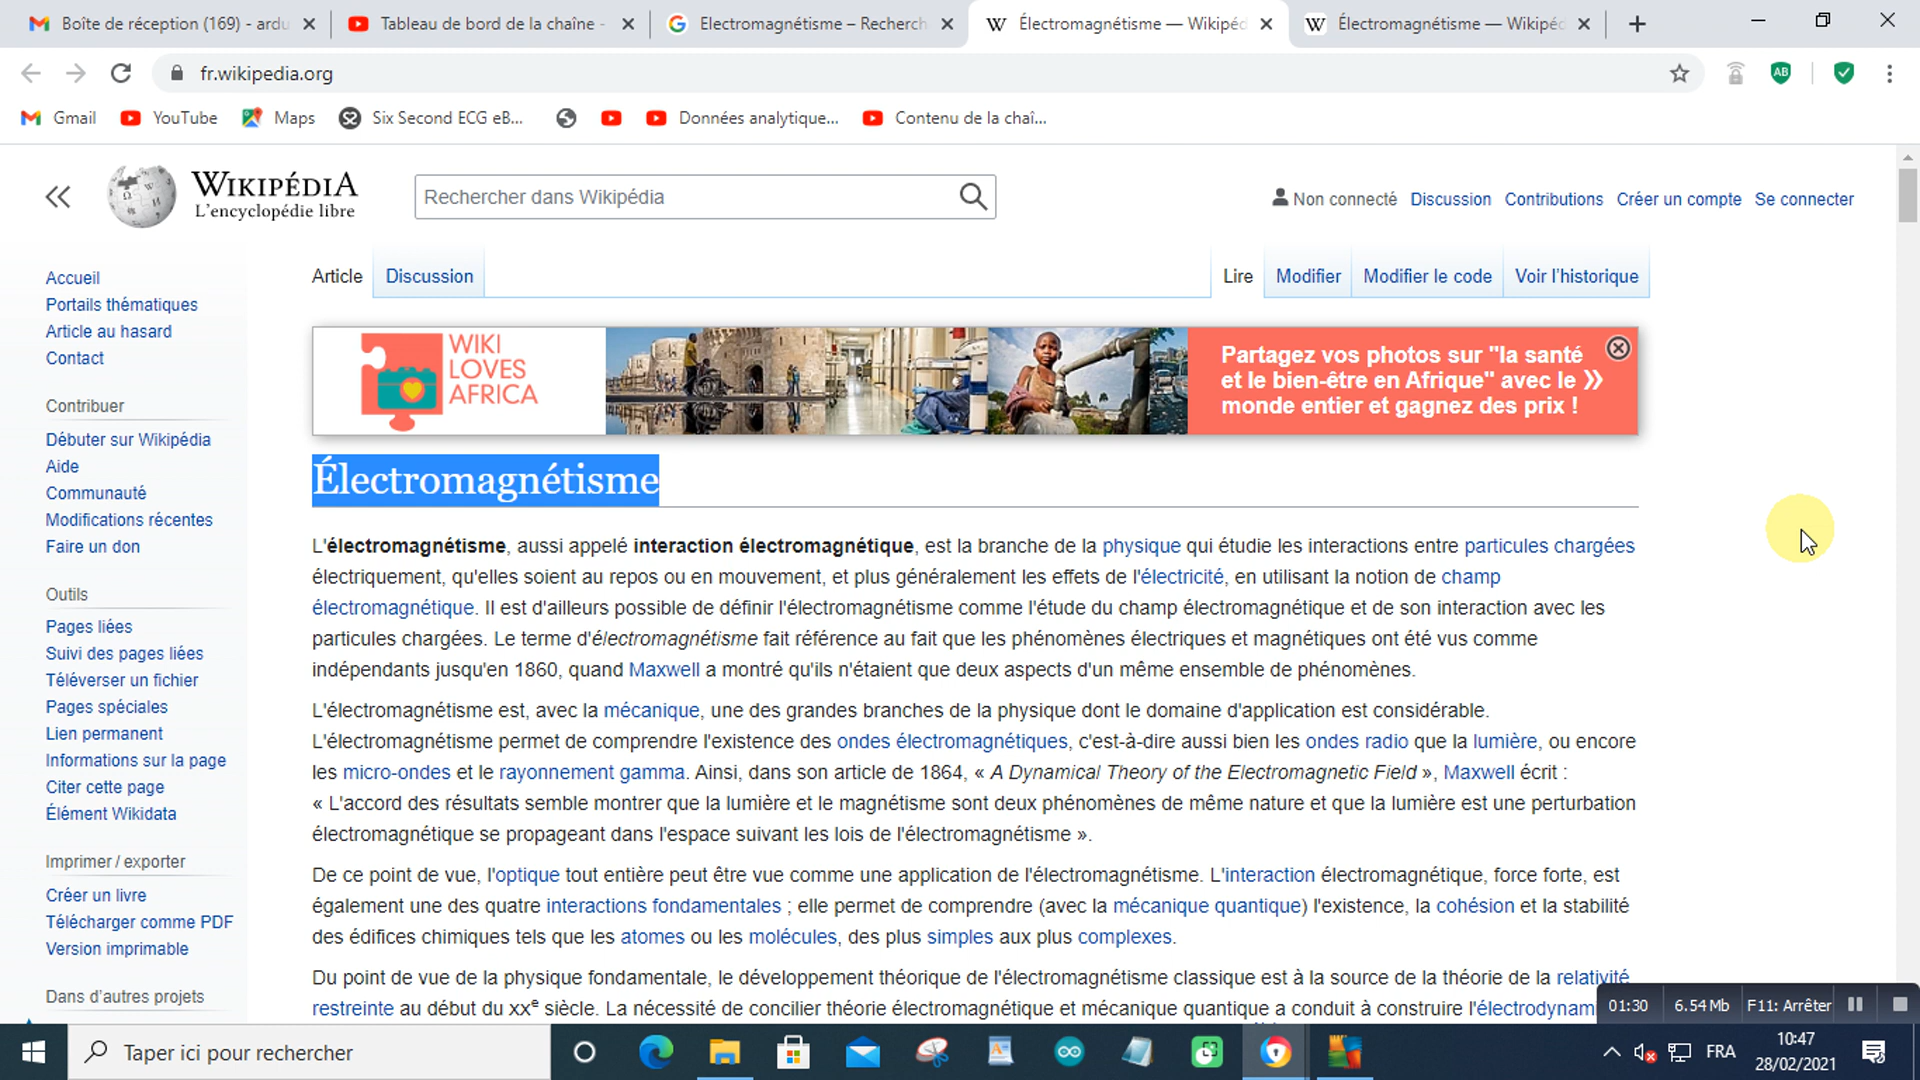 Boîte de réception (169) - ardu
Tableau de bord de la chaîne -
Electromagnétisme – Recherch
Électromagnétisme — Wikipéd
Électromagnétisme — Wikipéd
fr.wikipedia.org
AB
Gmail
YouTube
Maps
Six Second ECG eB...
Données analytique...
Contenu de la chaî...
WIKIPÉDIA
L'encyclopédie libre
Rechercher dans Wikipédia
Non connecté Discussion Contributions Créer un compte Se connecter
Article Discussion
Lire Modifier Modifier le code Voir l'historique
Accueil
Portails thématiques
Article au hasard
Contact
Contribuer
Débuter sur Wikipédia
Aide
Communauté
Modifications récentes
Faire un don
Outils
Pages liées
Suivi des pages liées
Téléverser un fichier
Pages spéciales
Lien permanent
Informations sur la page
Citer cette page
Élément Wikidata
Imprimer / exporter
Créer un livre
Télécharger comme PDF
Version imprimable
Dans d'autres projets
WIKI
LOVES
AFRICA
Partagez vos photos sur "la santé
et le bien-être en Afrique" avec le
monde entier et gagnez des prix !
Électromagnétisme
L'électromagnétisme, aussi appelé interaction électromagnétique, est la branche de la physique qui étudie les interactions entre particules chargées
électriquement, qu'elles soient au repos ou en mouvement, et plus généralement les effets de l'électricité, en utilisant la notion de champ
électromagnétique. Il est d'ailleurs possible de définir l'électromagnétisme comme l'étude du champ électromagnétique et de son interaction avec les
particules chargées. Le terme d'électromagnétisme fait référence au fait que les phénomènes électriques et magnétiques ont été vus comme
indépendants jusqu'en 1860, quand Maxwell a montré qu'ils n'étaient que deux aspects d'un même ensemble de phénomènes.
L'électromagnétisme est, avec la mécanique, une des grandes branches de la physique dont le domaine d'application est considérable.
L'électromagnétisme permet de comprendre l'existence des ondes électromagnétiques, c'est-à-dire aussi bien les ondes radio que la lumière, ou encore
les micro-ondes et le rayonnement gamma. Ainsi, dans son article de 1864, « A Dynamical Theory of the Electromagnetic Field », Maxwell écrit :
« L'accord des résultats semble montrer que la lumière et le magnétisme sont deux phénomènes de même nature et que la lumière est une perturbation
électromagnétique se propageant dans l'espace suivant les lois de l'électromagnétisme ».
De ce point de vue, l'optique tout entière peut être vue comme une application de l'électromagnétisme. L'interaction électromagnétique, force forte, est
également une des quatre interactions fondamentales ; elle permet de comprendre (avec la mécanique quantique) l'existence, la cohésion et la stabilité
des édifices chimiques tels que les atomes ou les molécules, des plus simples aux plus complexes.
Du point de vue de la physique fondamentale, le développement théorique de l'électromagnétisme classique est à la source de la théorie de la relativité
restreinte au début du XXe siècle. La nécessité de concilier théorie électromagnétique et mécanique quantique a conduit à construire l'électrodynam
01:30 6.54 Mb F11: Arrêter
Taper ici pour rechercher
FRA
10:47
28/02/2021